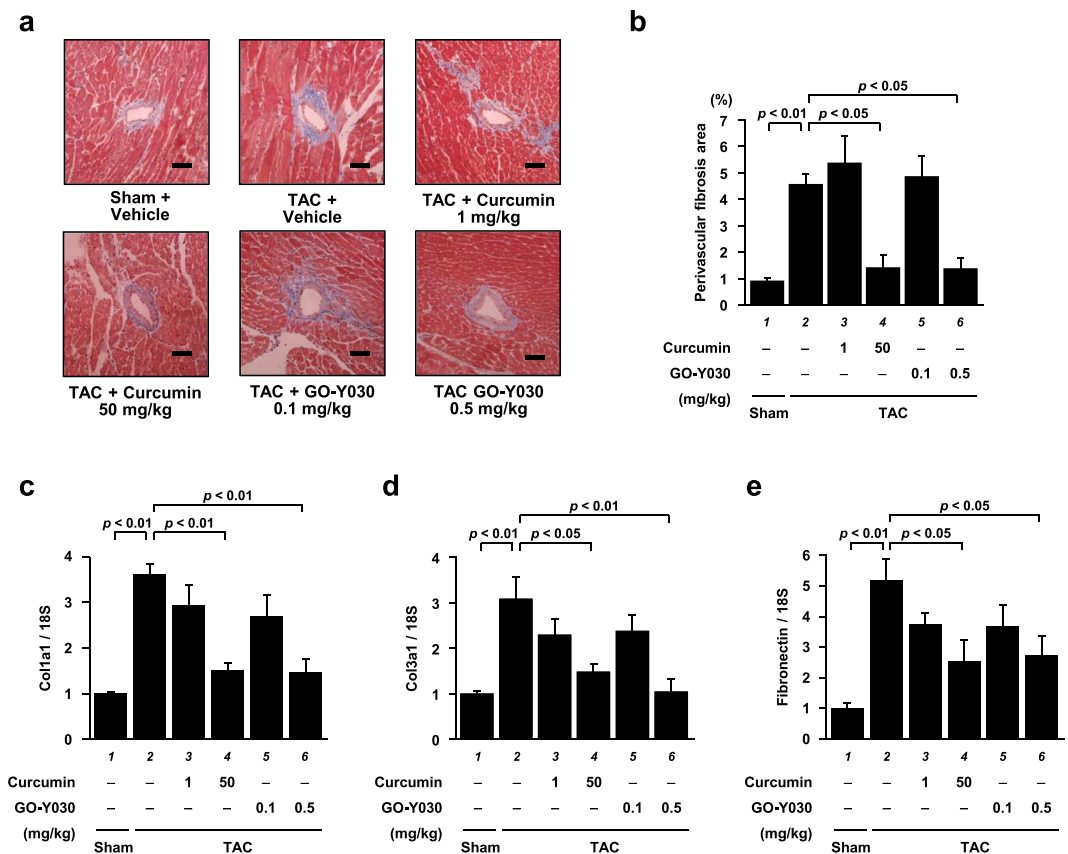 a
Sham +
Vehicle
TAC +
Vehicle
TAC + Curcumin
1 mg/kg
TAC + Curcumin
50 mg/kg
TAC + GO-Y030
0.1 mg/kg
TAC GO-Y030
0.5 mg/kg
b
p < 0.05
(%)
p < 0.01 p < 0.05
7
6
5
4
3
2
1
0
Perivascular fibrosis area
1 2 3 4 5 6
Curcumin – – 1 50 – –
GO-Y030 – – – – 0.1 0.5
(mg/kg)
Sham TAC
c
p < 0.01
p < 0.01 p < 0.01
4
3
2
1
0
Col1a1 / 18S
1 2 3 4 5 6
Curcumin – – 1 50 – –
GO-Y030 – – – – 0.1 0.5
(mg/kg)
Sham TAC
d
p < 0.01
p < 0.01 p < 0.05
4
3
2
1
0
Col3a1 / 18S
1 2 3 4 5 6
– – 1 50 – –
– – – – 0.1 0.5
Sham TAC
e
p < 0.05
p < 0.01 p < 0.05
6
5
4
3
2
1
0
Fibronectin / 18S
1 2 3 4 5 6
Curcumin – – 1 50 – –
GO-Y030 – – – – 0.1 0.5
(mg/kg)
Sham TAC